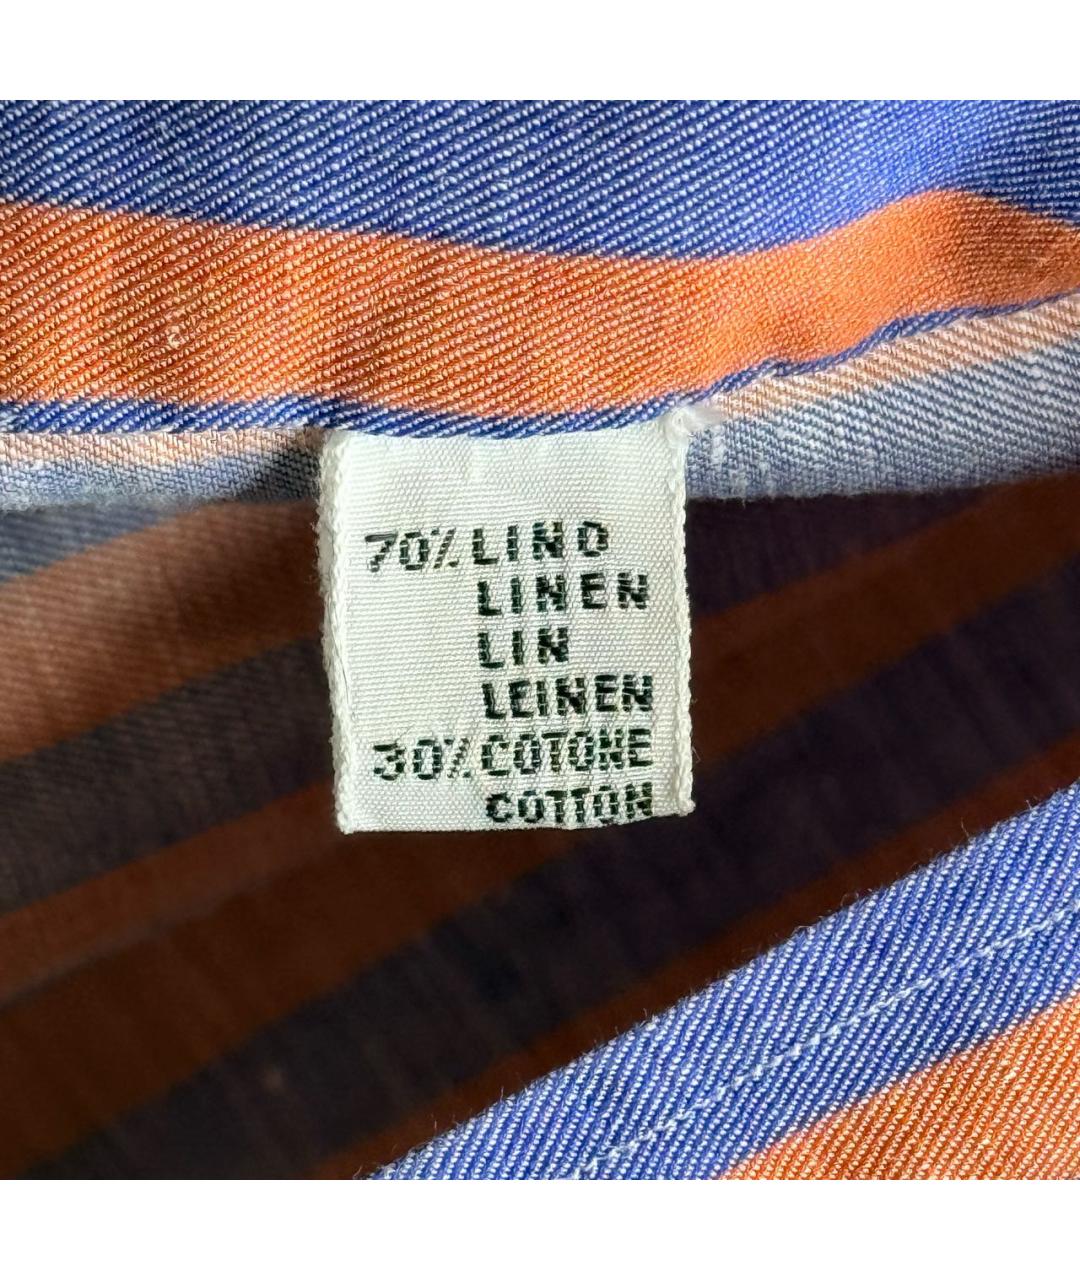 70% LINO
LINEN
LIN
LEINEN
30% COTONE
COTTON